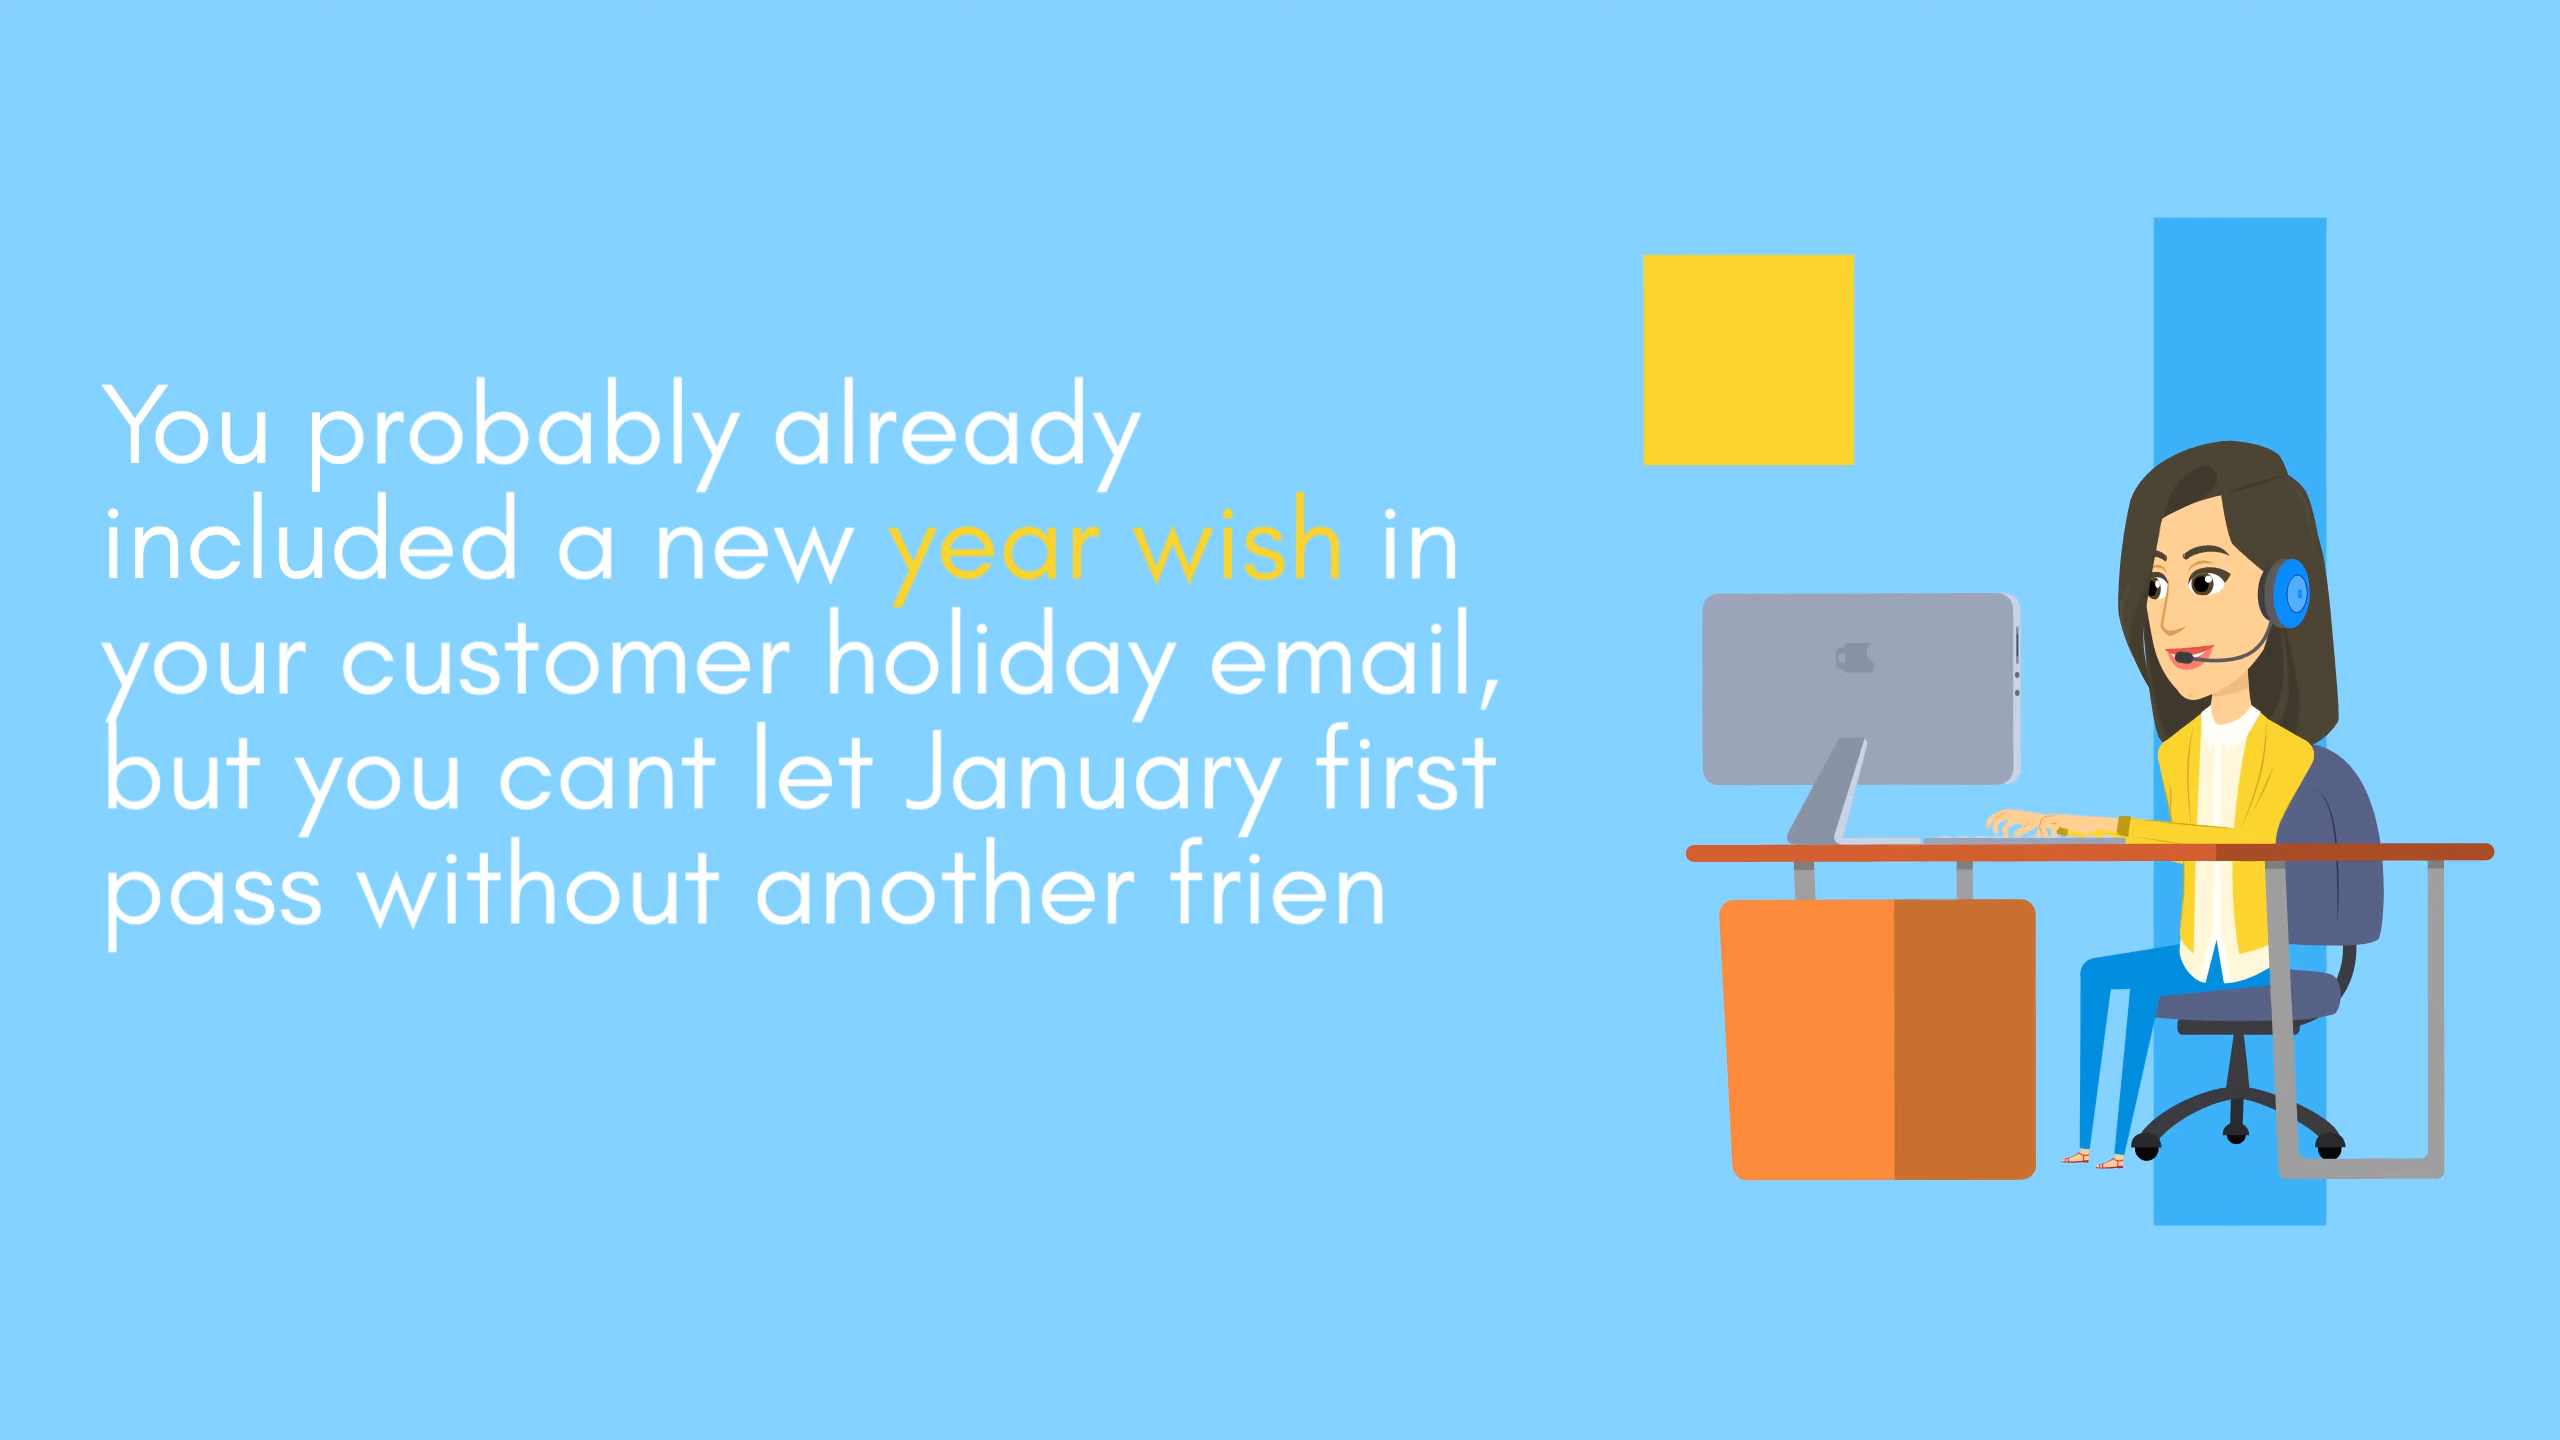 You probably already
included a new year wish in
your customer holiday email,
but you cant let January first
pass without another frien